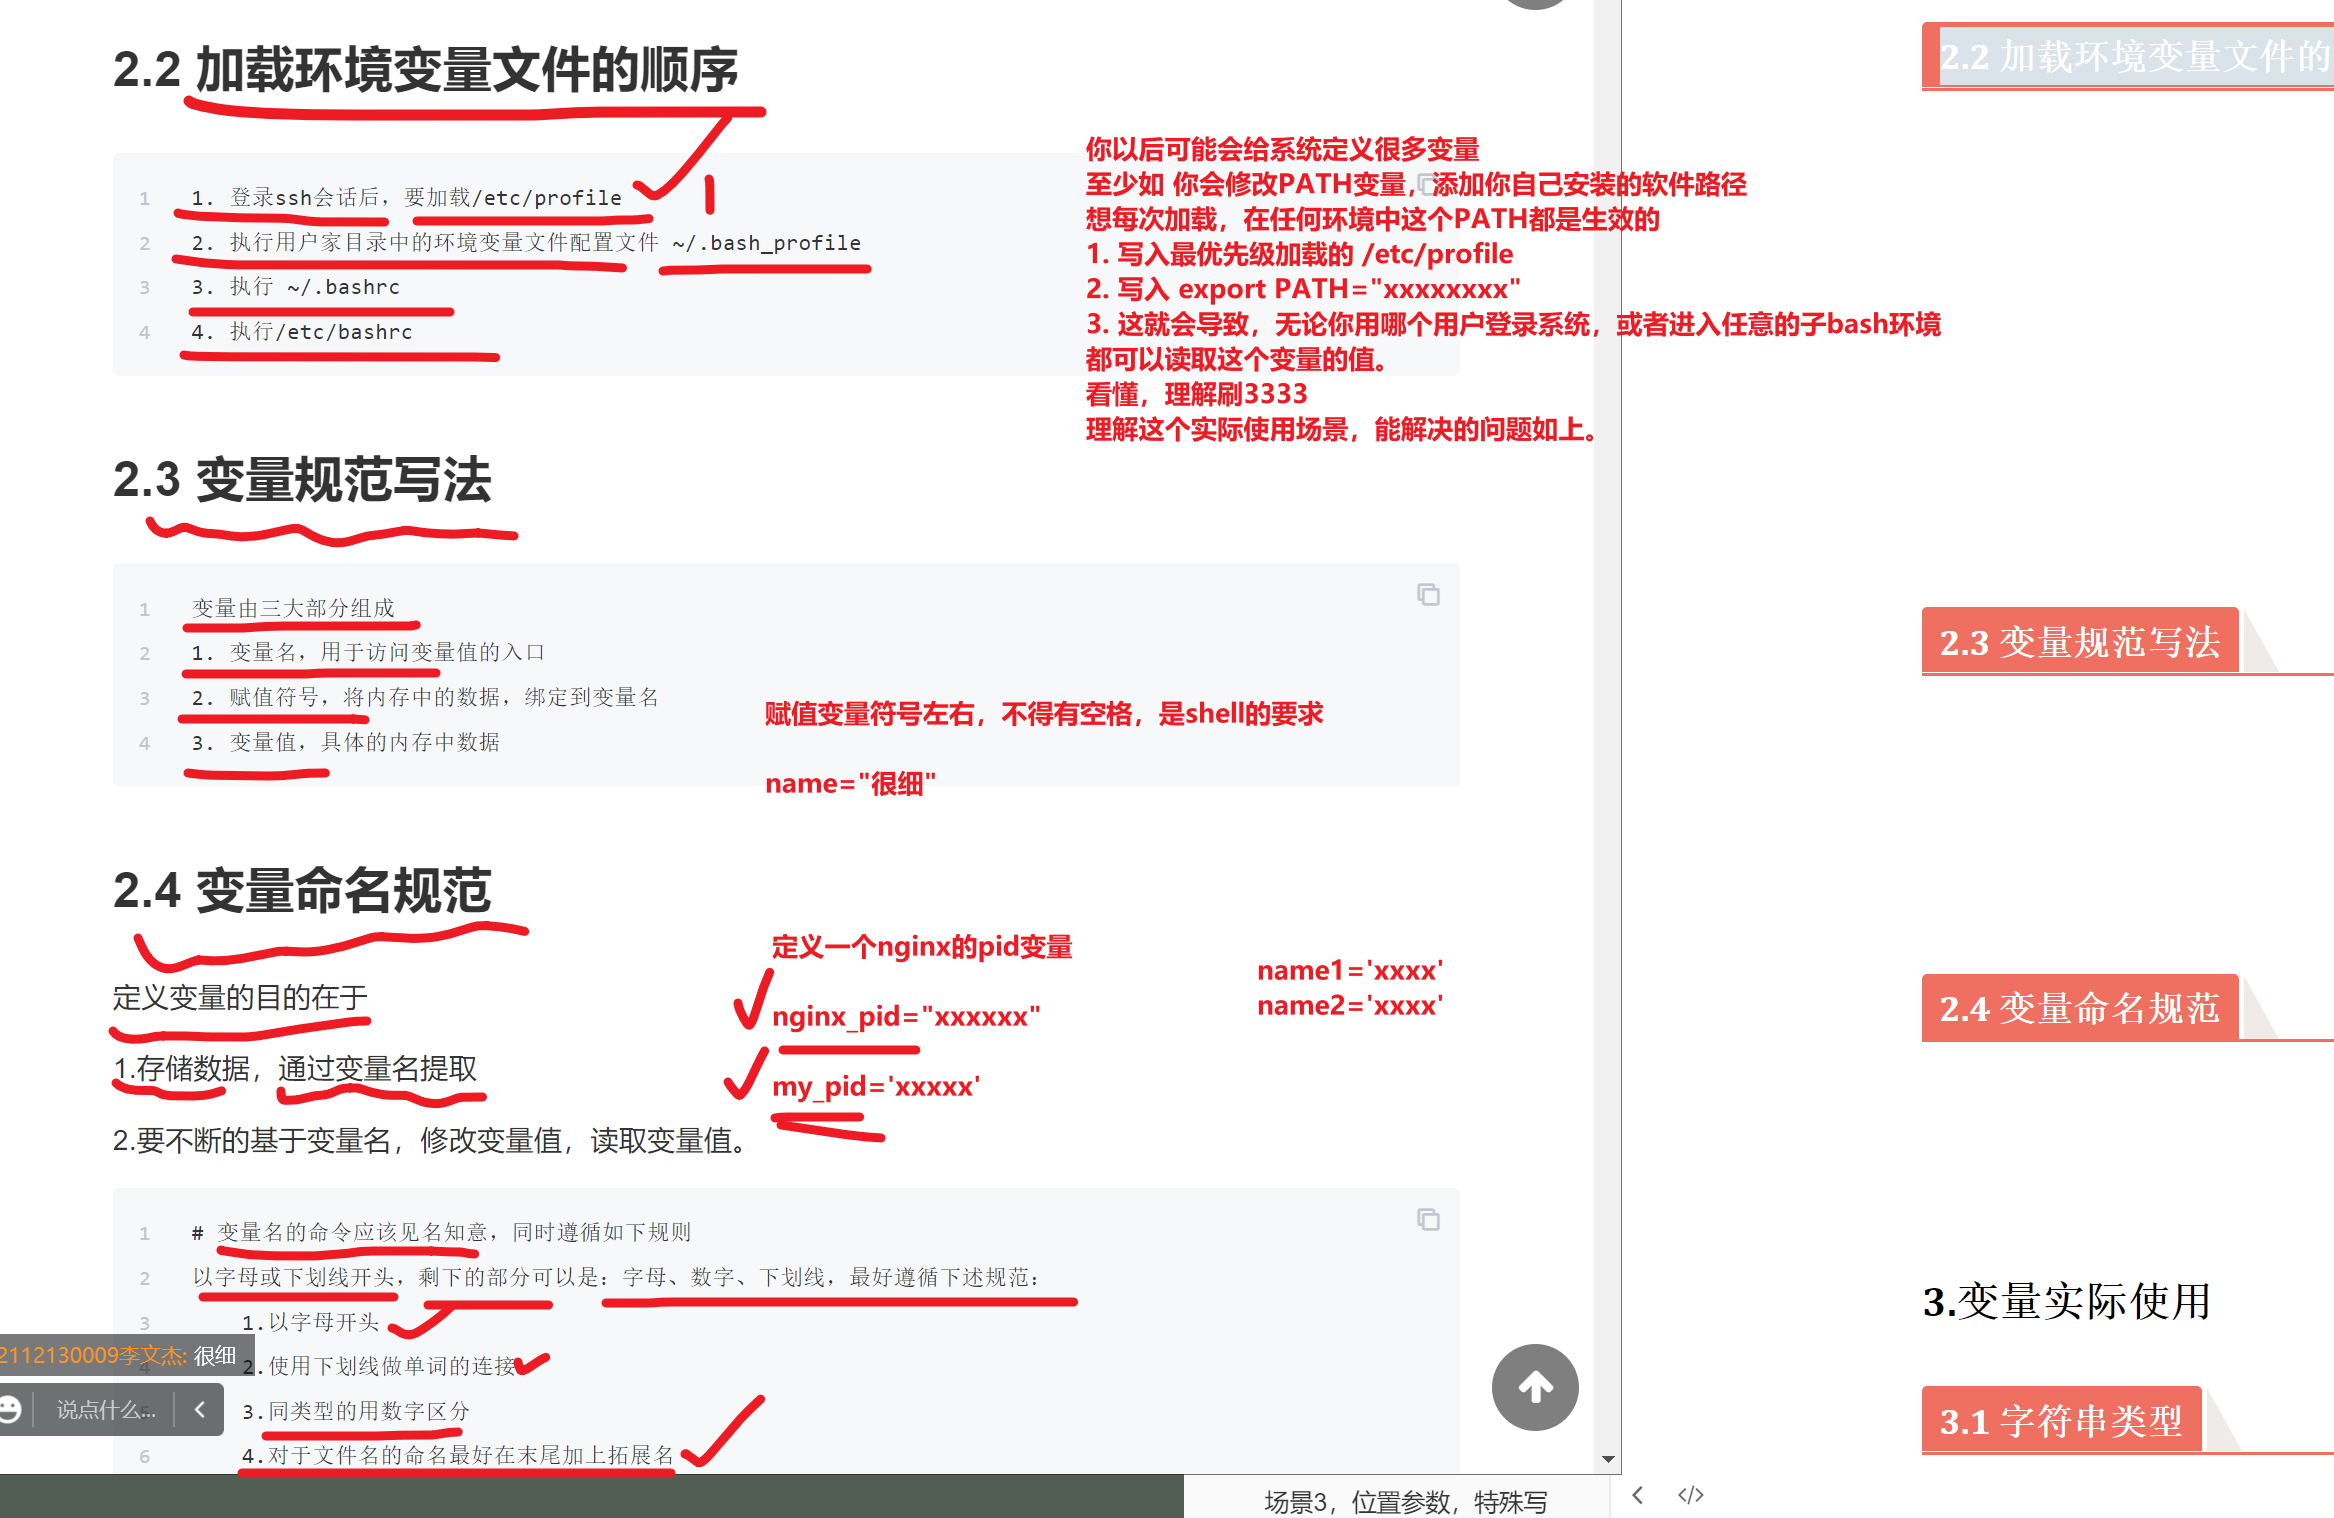 2.2 加载环境变量文件的顺序
1 1. 登录ssh会话后，要加载/etc/profile
2 2. 执行用户家目录中的环境变量文件配置文件 ~/.bash_profile
3 3. 执行 ~/.bashrc
4 4. 执行/etc/bashrc
你以后可能会给系统定义很多变量
至少如 你会修改PATH变量，添加你自己安装的软件路径
想每次加载，在任何环境中这个PATH都是生效的
1. 写入最优先级加载的 /etc/profile
2. 写入 export PATH="xxxxxxxx"
3. 这就会导致，无论你用哪个用户登录系统，或者进入任意的子bash环境
都可以读取这个变量的值。
看懂，理解刷3333
理解这个实际使用场景，能解决的问题如上。
2.3 变量规范写法
1 变量由三大部分组成
2 1. 变量名，用于访问变量值的入口
3 2. 赋值符号，将内存中的数据，绑定到变量名
4 3. 变量值，具体的内存中数据
赋值变量符号左右，不得有空格，是shell的要求
name="很细"
2.4 变量命名规范
定义变量的目的在于
1.存储数据，通过变量名提取
2.要不断的基于变量名，修改变量值，读取变量值。
定义一个nginx的pid变量
nginx_pid="xxxxxx"
my_pid='xxxxx'
name1='xxxx'
name2='xxxx'
1 # 变量名的命令应该见名知意，同时遵循如下规则
2 以字母或下划线开头，剩下的部分可以是：字母、数字、下划线，最好遵循下述规范：
3 1.以字母开头
4 2.使用下划线做单词的连接
5 3.同类型的用数字区分
6 4.对于文件名的命名最好在末尾加上拓展名
2112130009李文杰: 很细
说点什么...
2.2 加载环境变量文件的
2.3 变量规范写法
2.4 变量命名规范
3.变量实际使用
3.1 字符串类型
场景3，位置参数，特殊写